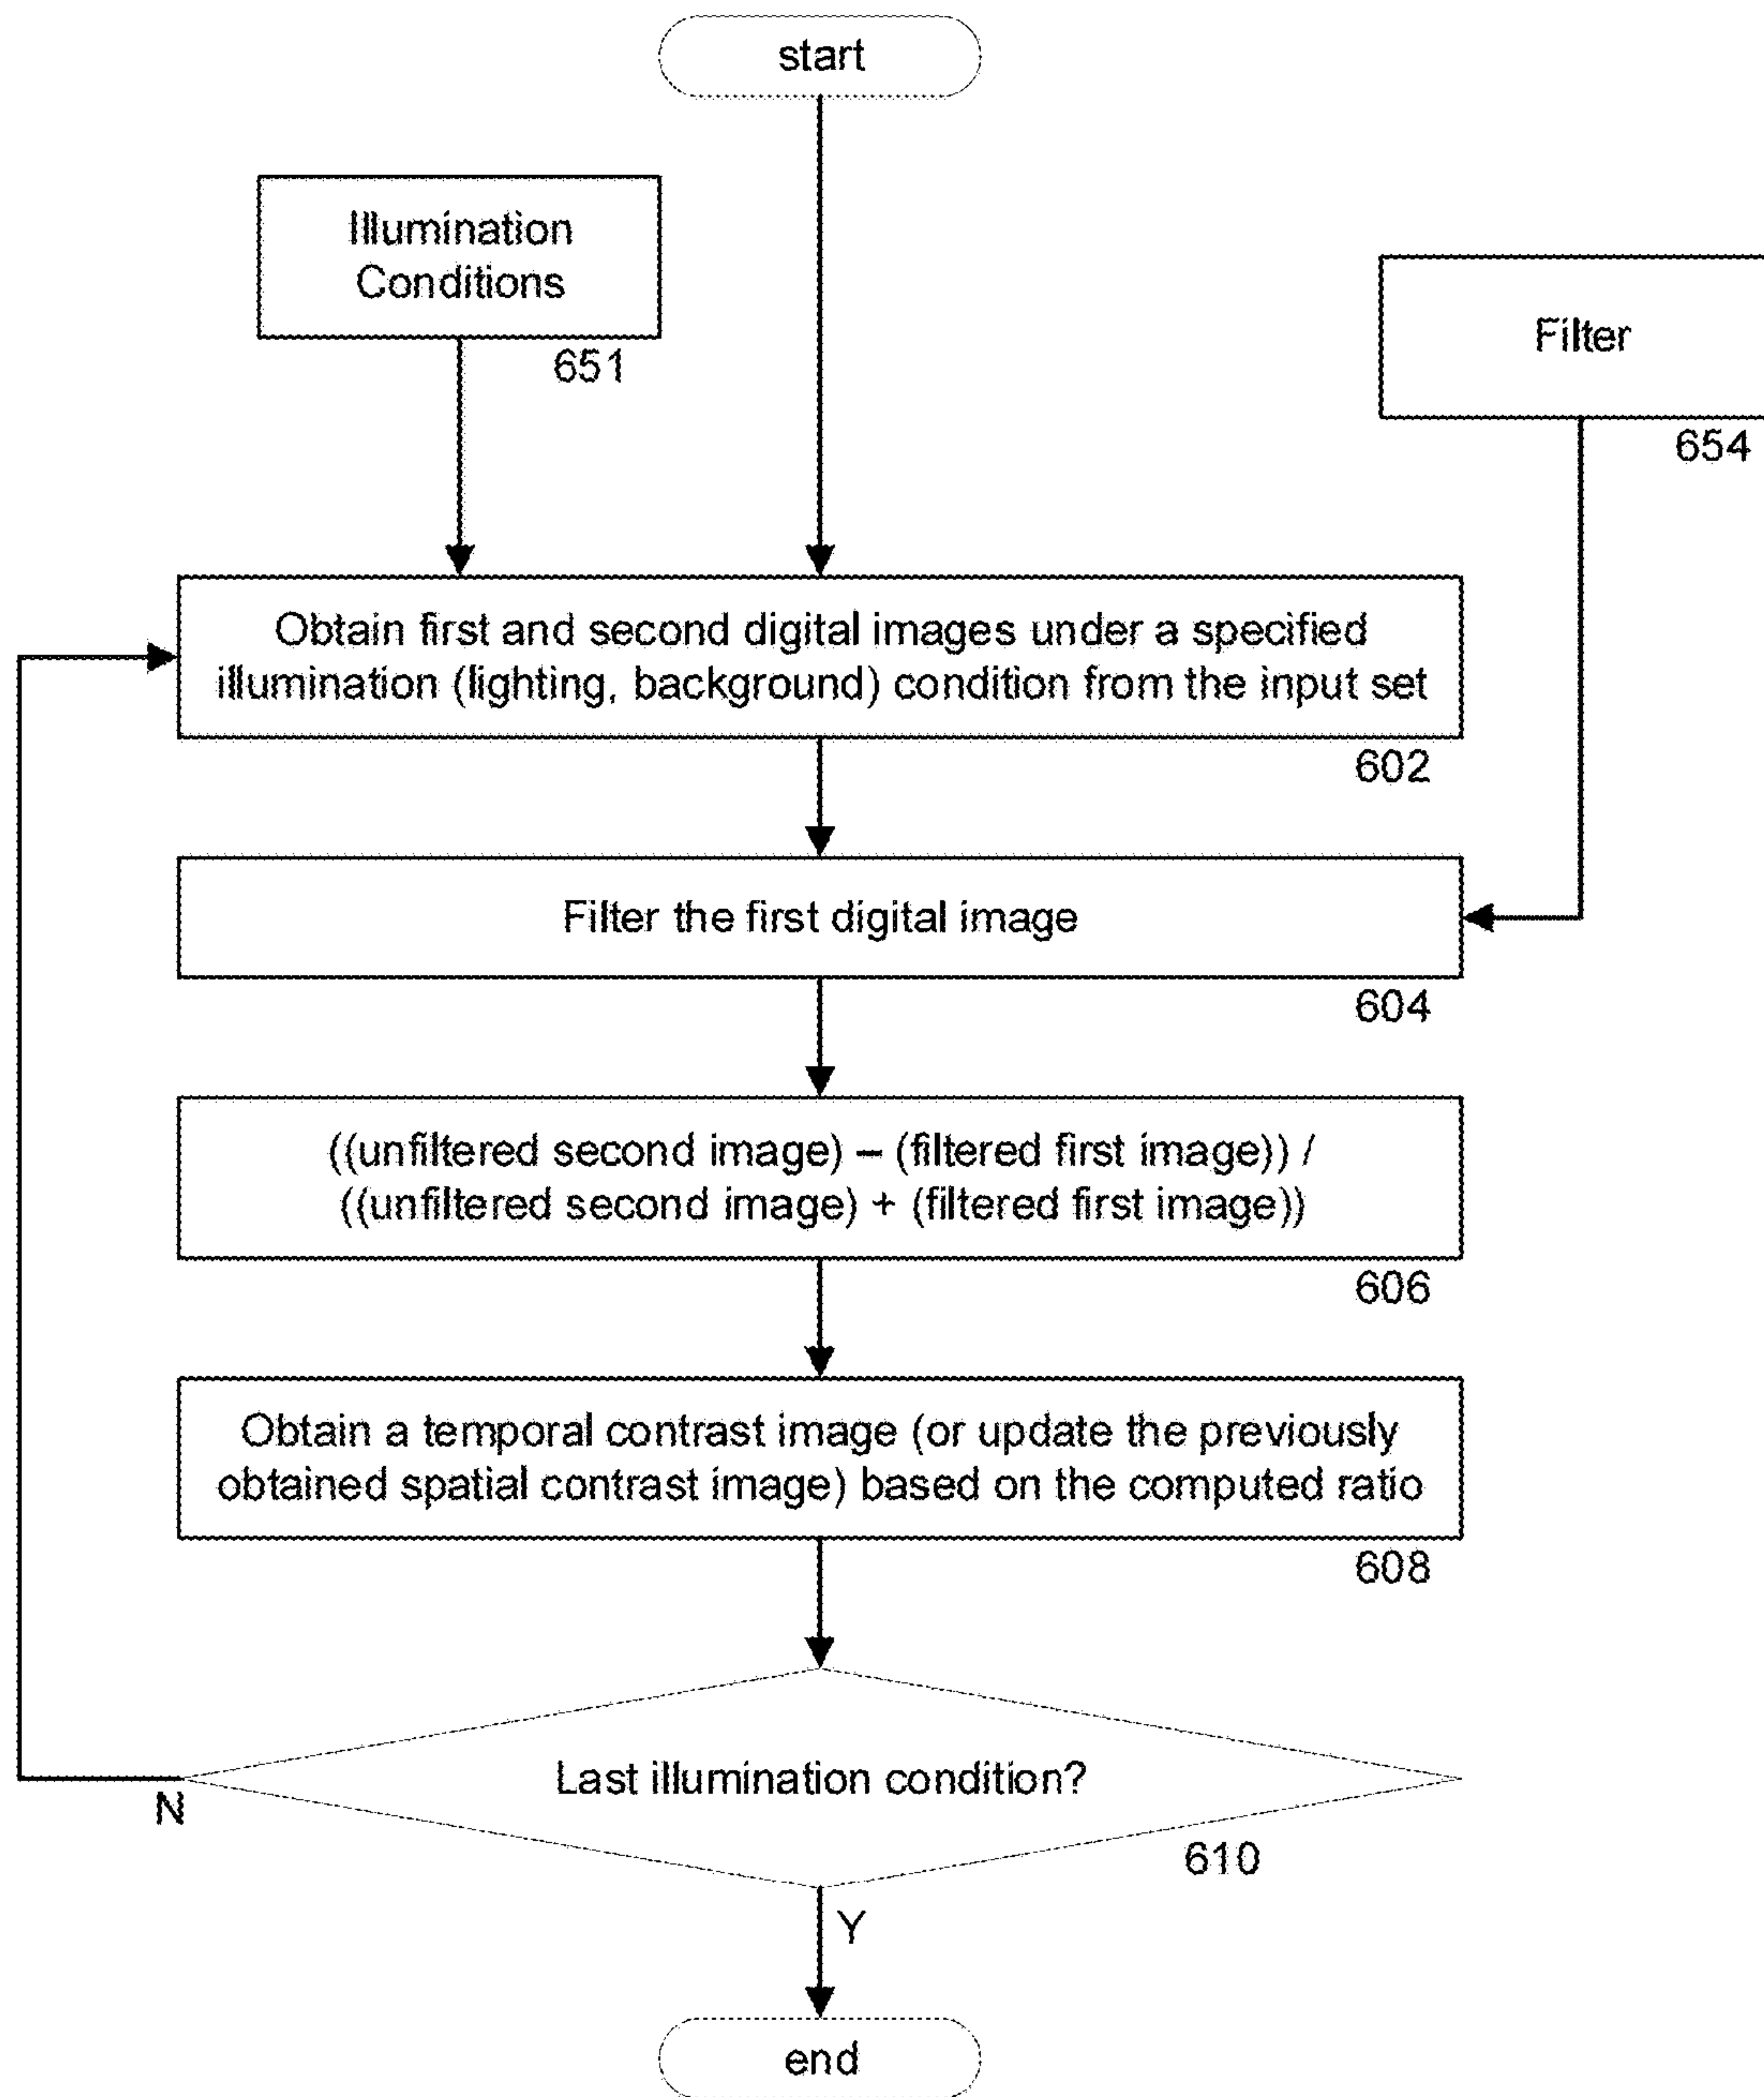 start
Illumination
Conditions
651
Filter
654
Obtain first and second digital images under a specified
illumination (lighting, background) condition from the input set
602
Filter the first digital image
604
((unfiltered second image) – (filtered first image)) /
((unfiltered second image) + (filtered first image))
606
Obtain a temporal contrast image (or update the previously
obtained spatial contrast image) based on the computed ratio
608
Last illumination condition?
N
610
Y
end